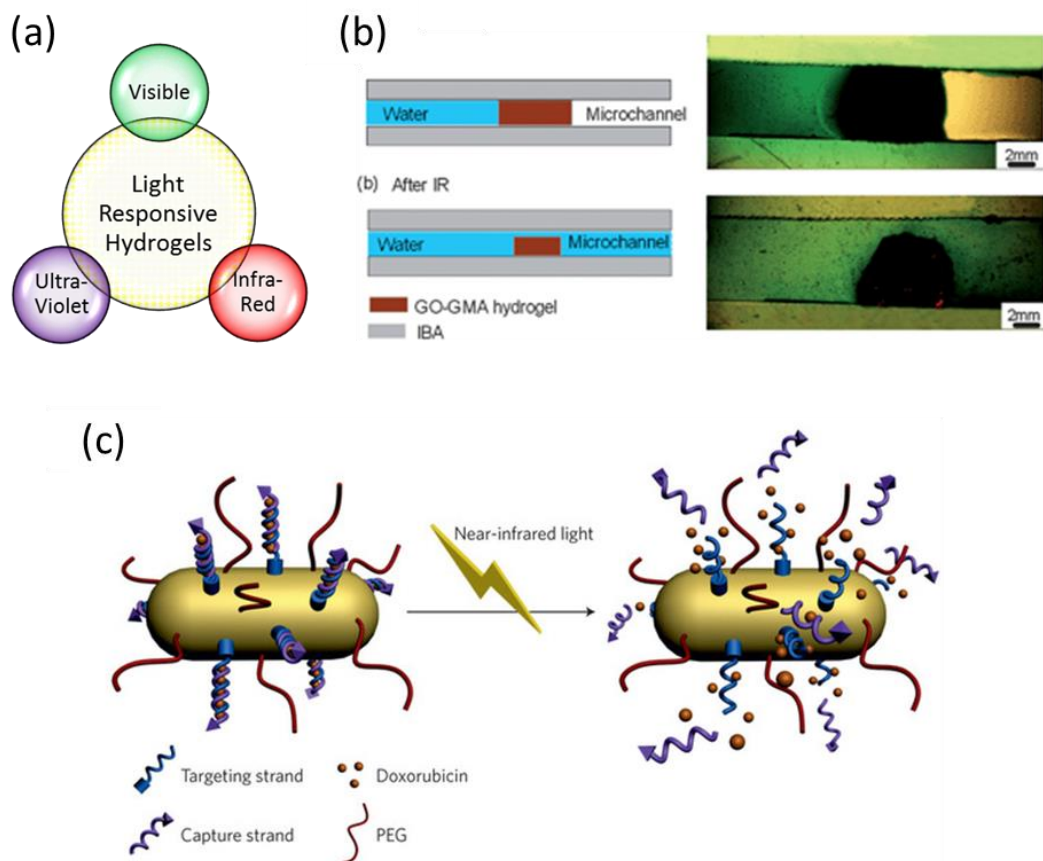 (a)
Visible
Light
Responsive
Hydrogels
Ultra-
Violet
Infra-
Red
(b)
Water
Microchannel
2mm
(b) After IR
Water
Microchannel
GO-GMA hydrogel
IBA
2mm
(c)
Near-infrared light
Targeting strand
Doxorubicin
Capture strand
PEG